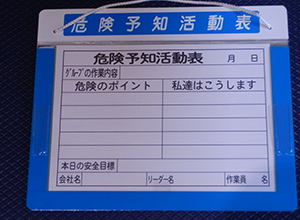 危険予知活動表
危険予知活動表 月 日
グループの作業内容
危険のポイント 私達はこうします
本日の安全目標
会社名 リーダー名 作業員 名